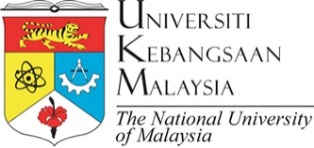 UNIVERSITI
KEBANGSAAN
MALAYSIA
The National University
of Malaysia